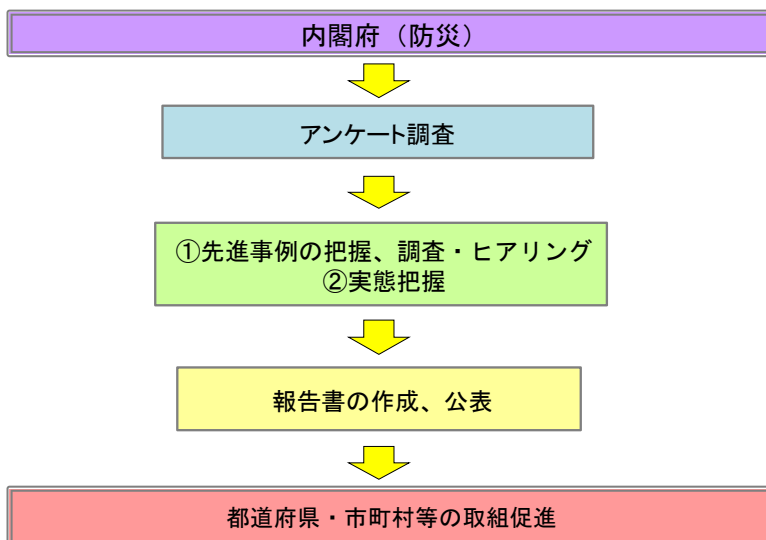 内閣府（防災）
アンケート調査
①先進事例の把握、調査・ヒアリング
②実態把握
報告書の作成、公表
都道府県・市町村等の取組促進